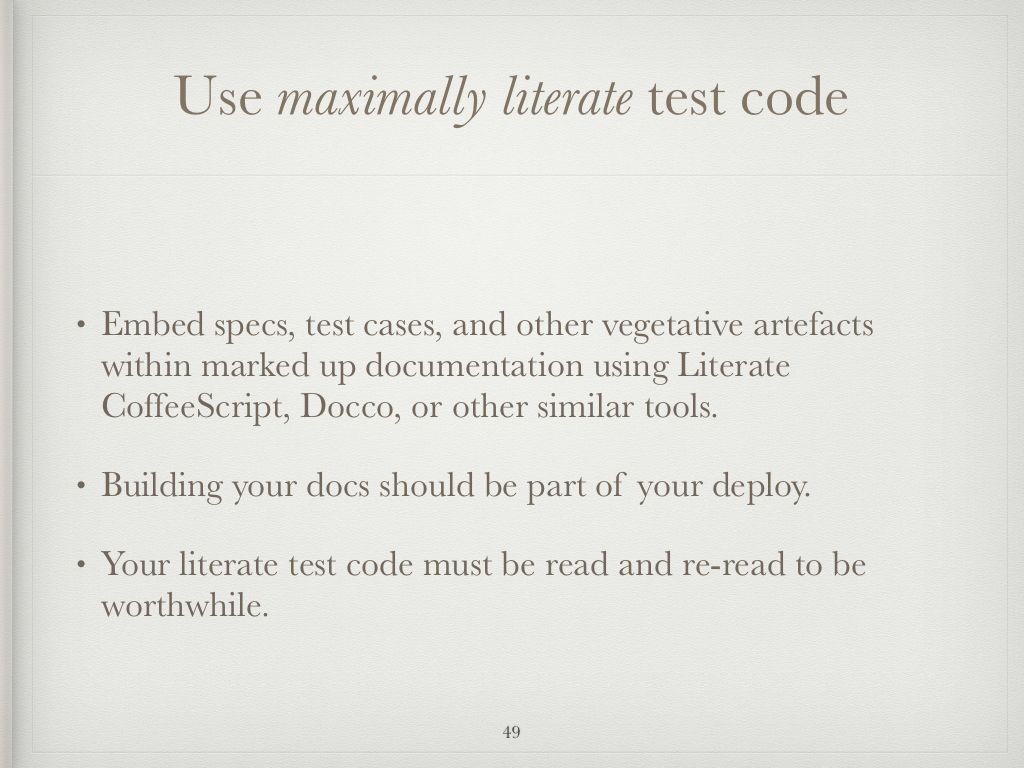 Use maximally literate test code
• Embed specs, test cases, and other vegetative artefacts
within marked up documentation using Literate
CoffeeScript, Docco, or other similar tools.
• Building your docs should be part of your deploy.
• Your literate test code must be read and re-read to be
worthwhile.
49